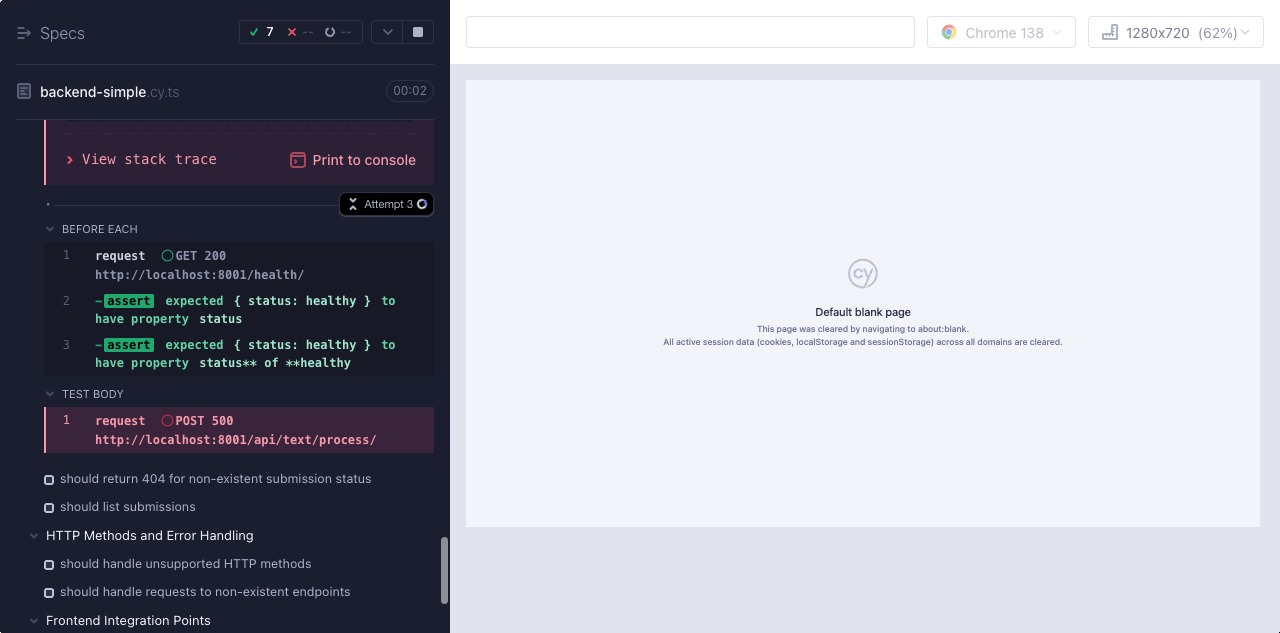 Specs
7
--
--
Chrome 138
1280x720 (62%)
backend-simple.cy.ts
00:02
View stack trace
Print to console
Attempt 3
BEFORE EACH
1 request GET 200
http://localhost:8001/health/
2 -assert expected { status: healthy } to
have property status
3 -assert expected { status: healthy } to
have property status** of **healthy
TEST BODY
1 request POST 500
http://localhost:8001/api/text/process/
should return 404 for non-existent submission status
should list submissions
HTTP Methods and Error Handling
should handle unsupported HTTP methods
should handle requests to non-existent endpoints
Frontend Integration Points
cy
Default blank page
This page was cleared by navigating to about:blank.
All active session data (cookies, localStorage and sessionStorage) across all domains are cleared.